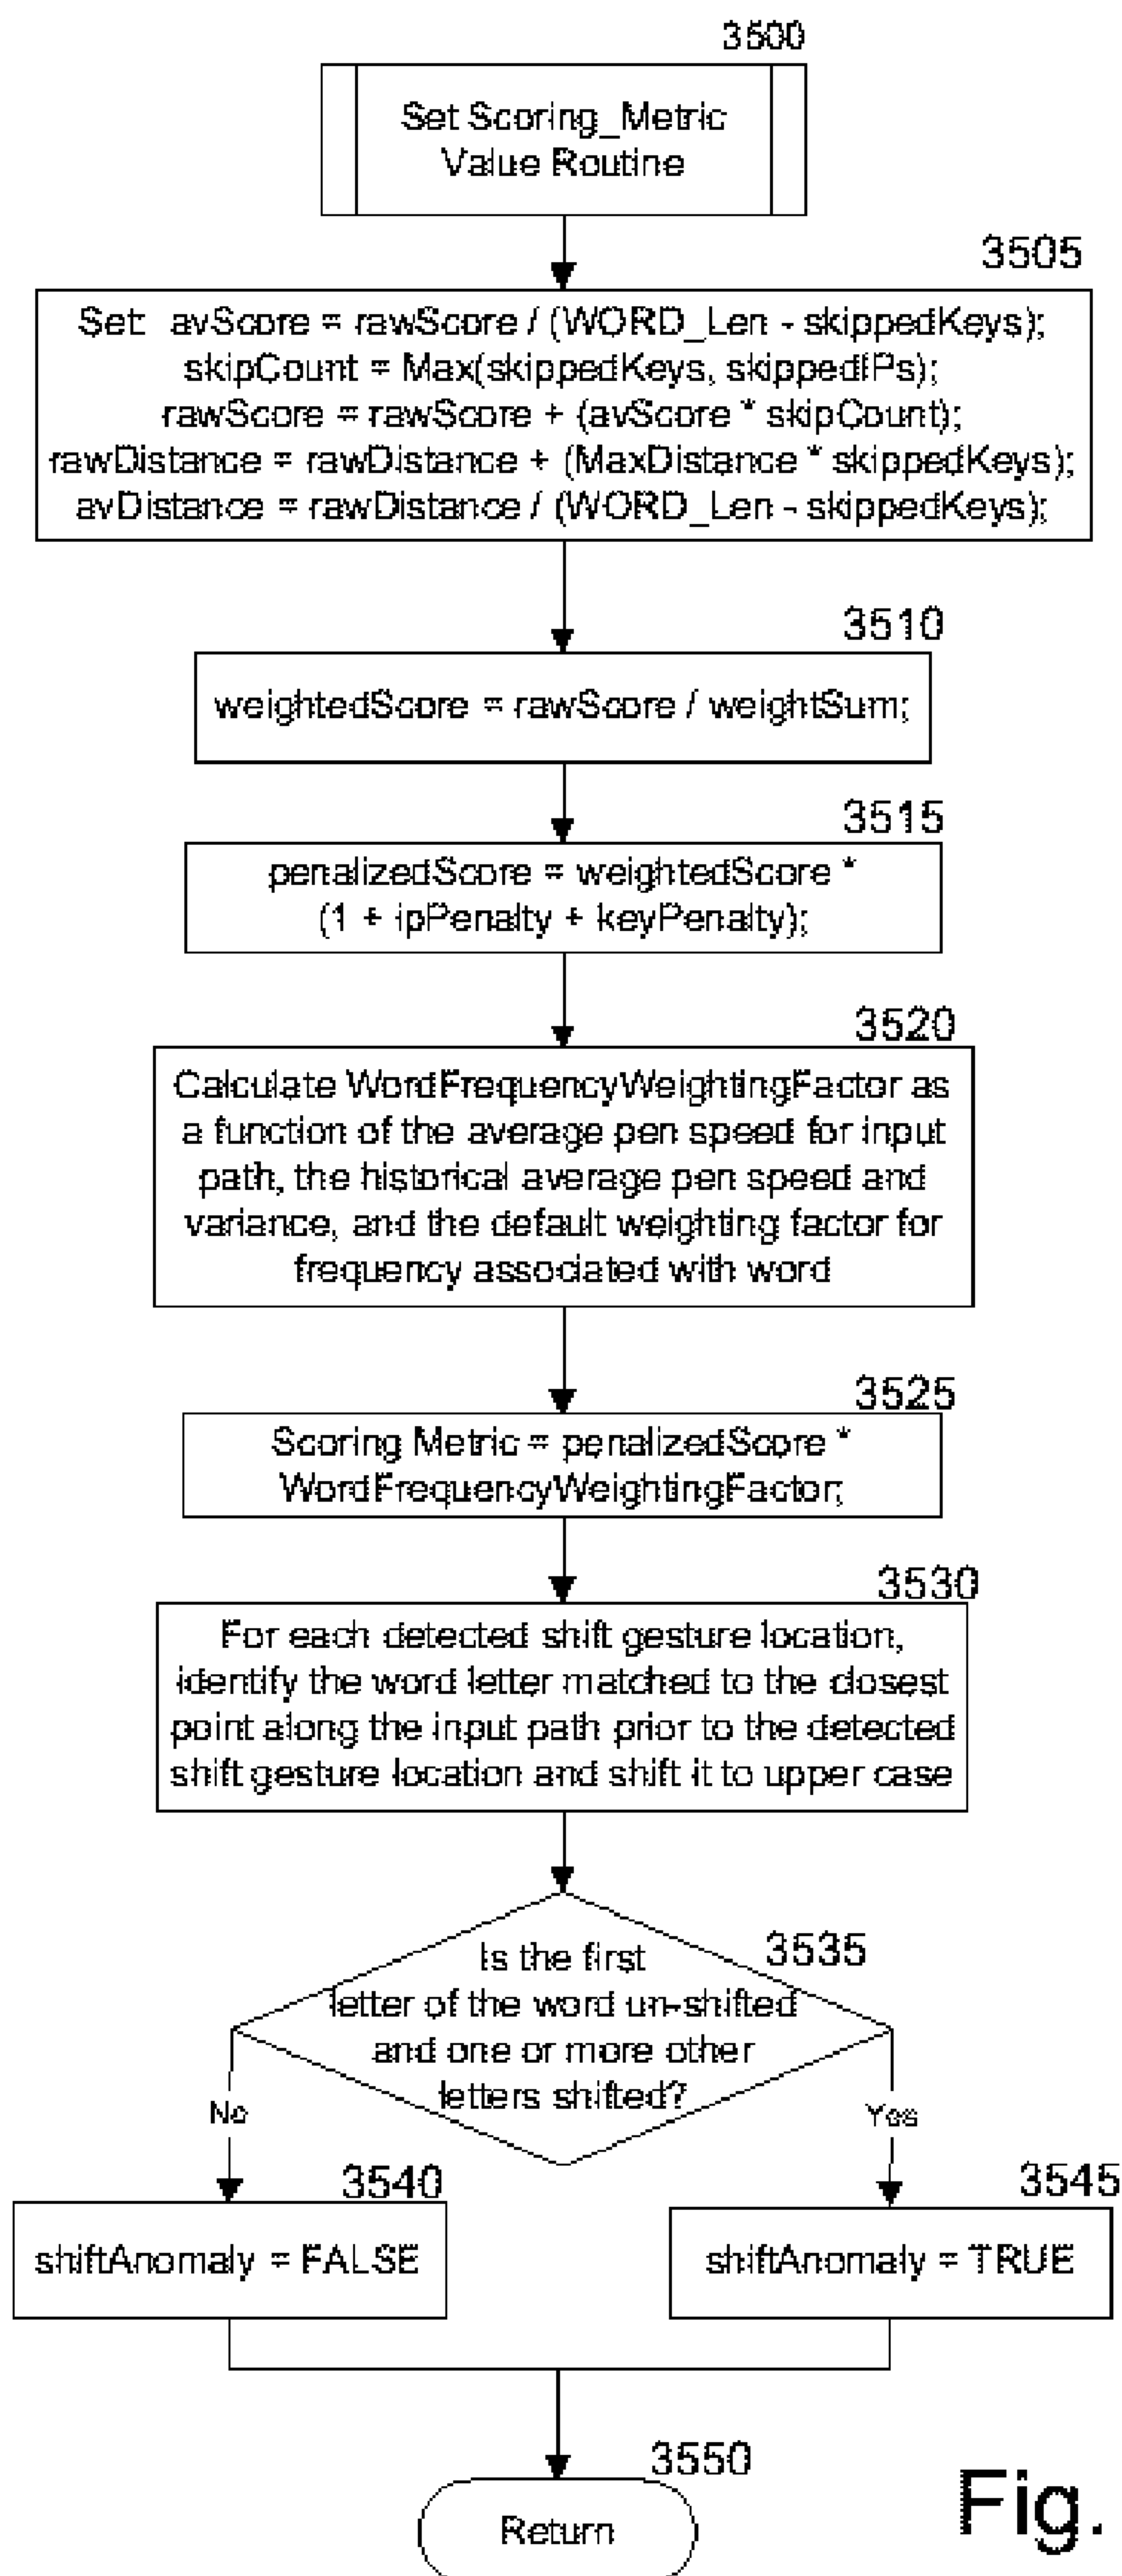 3500
Set Scoring_Metric
Value Routine
3505
Set avScore = rawScore / (WORD_Len - skippedKeys);
skipCount = Max(skippedKeys, skippedIPs);
rawScore = rawScore + (avScore * skipCount);
rawDistance = rawDistance + (MaxDistance * skippedKeys);
avDistance = rawDistance / (WORD_Len - skippedKeys);
3510
weightedScore = rawScore / weightSum;
3515
penalizedScore = weightedScore *
(1 + ipPenalty + keyPenalty);
3520
Calculate WordFrequencyWeightingFactor as
a function of the average pen speed for input
path, the historical average pen speed and
variance, and the default weighting factor for
frequency associated with word
3525
Scoring Metric = penalizedScore *
WordFrequencyWeightingFactor;
3530
For each detected shift gesture location,
identify the word letter matched to the closest
point along the input path prior to the detected
shift gesture location and shift it to upper case
3535
Is the first
letter of the word un-shifted
and one or more other
letters shifted?
No
Yes
3540
3545
shiftAnomaly = FALSE
shiftAnomaly = TRUE
3550
Return
Fig.